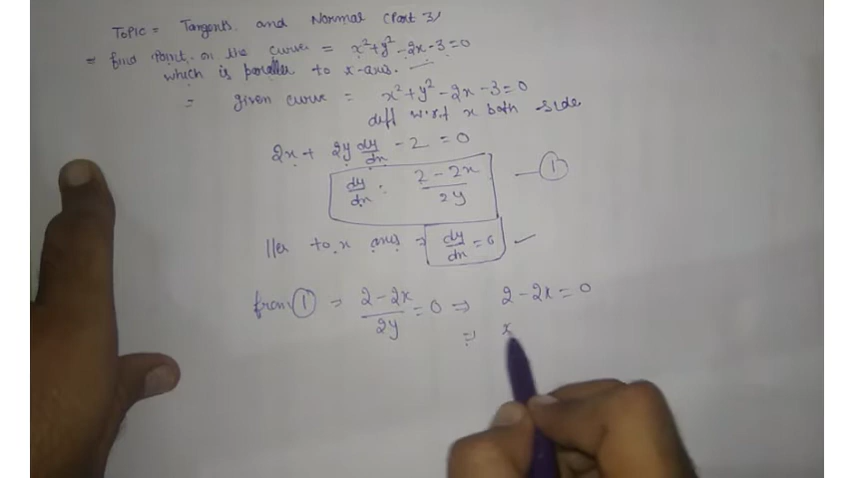 Topic = Tangents and Normal (Part 3)
= find Point on the curve = x²+y²-2x-3=0
which is parallel to x-axis.
= given curve = x²+y²-2x-3=0
diff w.r.t x both side
2x + 2y dy/dx - 2 = 0
dy/dx = 2-2x/2y — ①
||er to x axis ⇒ dy/dx = 0
from ① ⇒ 2-2x/2y = 0 ⇒ 2-2x = 0
⇒ x